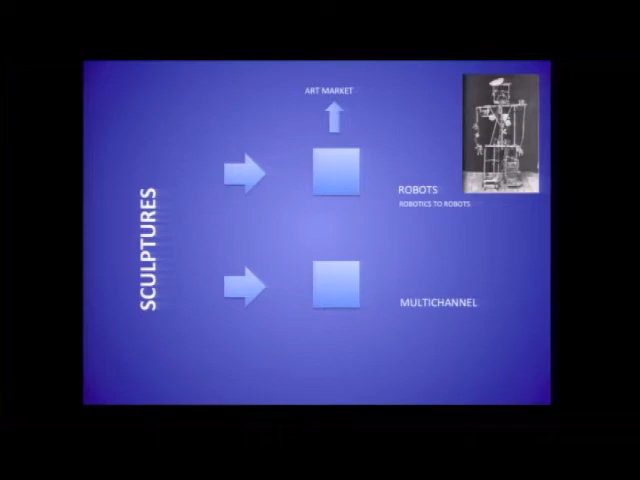 ART MARKET
ROBOTS
ROBOTICS TO ROBOTS
SCULPTURES
MULTICHANNEL